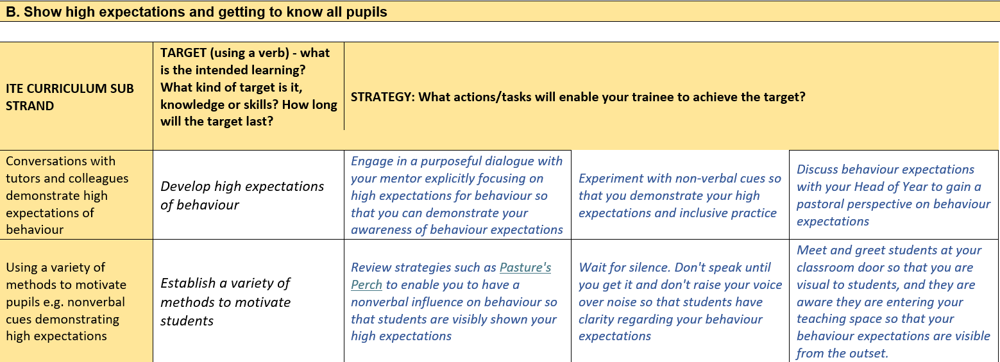 B. Show high expectations and getting to know all pupils
ITE CURRICULUM SUB
STRAND
TARGET (using a verb) - what
is the intended learning?
What kind of target is it,
knowledge or skills? How long
will the target last?
STRATEGY: What actions/tasks will enable your trainee to achieve the target?
Conversations with
tutors and colleagues
demonstrate high
expectations of
behaviour
Develop high expectations
of behaviour
Engage in a purposeful dialogue with
your mentor explicitly focusing on
high expectations for behaviour so
that you can demonstrate your
awareness of behaviour expectations
Experiment with non-verbal cues so
that you demonstrate your high
expectations and inclusive practice
Discuss behaviour expectations
with your Head of Year to gain a
pastoral perspective on behaviour
expectations
Using a variety of
methods to motivate
pupils e.g. nonverbal
cues demonstrating
high expectations
Establish a variety of
methods to motivate
students
Review strategies such as Pasture's
Perch to enable you to have a
nonverbal influence on behaviour so
that students are visibly shown your
high expectations
Wait for silence. Don't speak until
you get it and don't raise your voice
over noise so that students have
clarity regarding your behaviour
expectations
Meet and greet students at your
classroom door so that you are
visual to students, and they are
aware they are entering your
teaching space so that your
behaviour expectations are visible
from the outset.